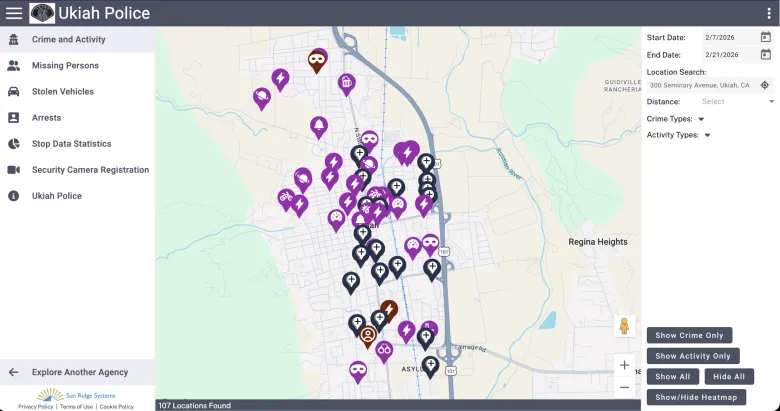 Ukiah Police
Crime and Activity
Missing Persons
Stolen Vehicles
Arrests
Stop Data Statistics
Security Camera Registration
Ukiah Police
Explore Another Agency
Sun Ridge Systems
Privacy Policy | Terms of Use | Cookie Policy
GUIDIVILLE
RANCHERIA
Russian River
101
Regina Heights
101
101
ASYLU
107 Locations Found
Start Date: 2/7/2026
End Date: 2/21/2026
Location Search:
300 Seminary Avenue, Ukiah, CA
Distance: Select
Crime Types:
Activity Types:
Show Crime Only
Show Activity Only
Show All Hide All
Show/Hide Heatmap